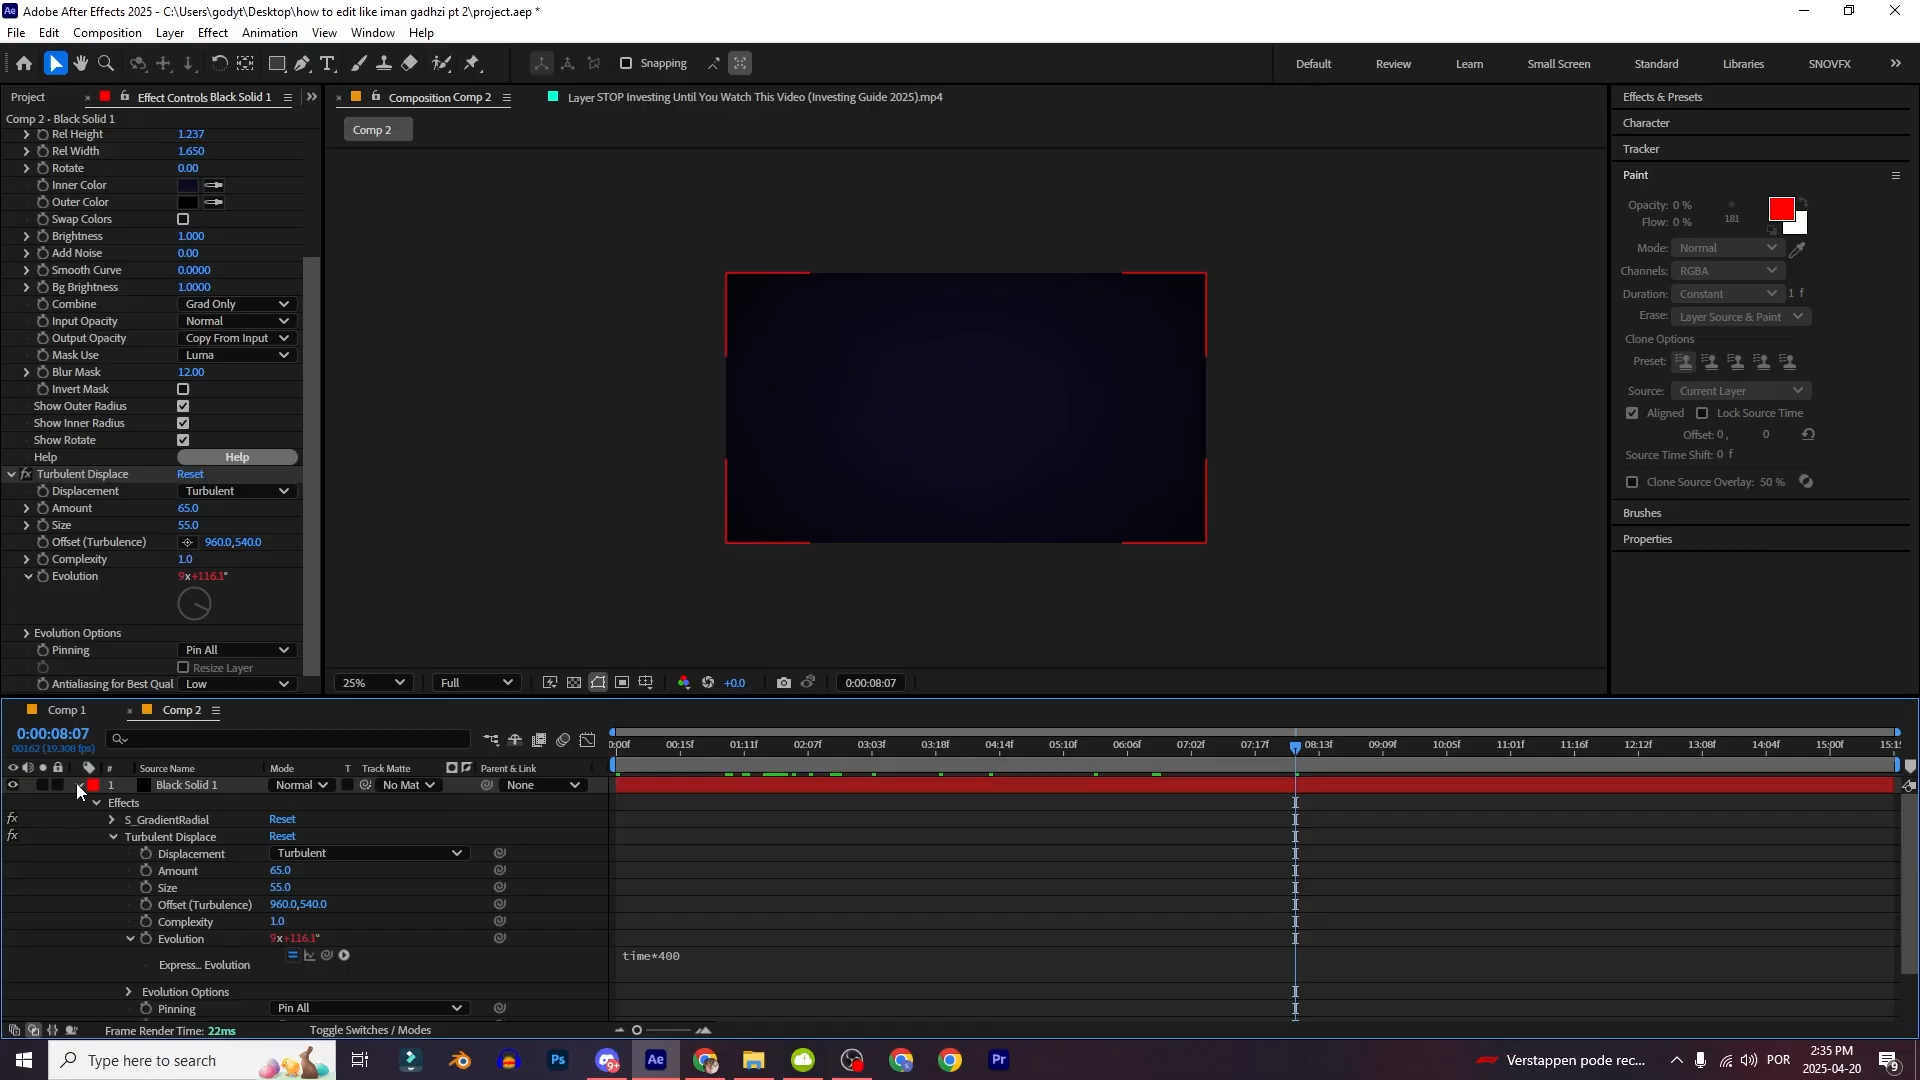 Adobe After Effects 2025 - C:\Users\godyt\Desktop\how to edit like iman gadhzi pt 2\project.aep *
File Edit Composition Layer Effect Animation View Window Help
Snapping Default Review Learn Small Screen Standard Libraries SNOVFX
Project Effect Controls Black Solid 1
Composition Comp 2
Layer STOP Investing Until You Watch This Video (Investing Guide 2025).mp4
Comp 2 - Black Solid 1
Comp 2
Rel Height 1.237
Rel Width 1.650
Rotate 0.00
Inner Color
Outer Color
Swap Colors
Brightness 1.000
Add Noise 0.00
Smooth Curve 0.0000
Bg Brightness 1.0000
Combine Grad Only
Input Opacity Normal
Output Opacity Copy From Input
Mask Use Luma
Blur Mask 12.00
Invert Mask
Show Outer Radius
Show Inner Radius
Show Rotate
Help Help
fx Turbulent Displace Reset
Displacement Turbulent
Amount 65.0
Size 55.0
Offset (Turbulence) 960.0,540.0
Complexity 1.0
Evolution 9x+116.1°
Evolution Options
Pinning Pin All
Resize Layer
Antialiasing for Best Qual Low
25% Full +0.0 0:00:08:07
Effects & Presets
Character
Tracker
Paint
Opacity: 0 %
Flow: 0 %
181
Mode: Normal
Channels: RGBA
Duration: Constant 1 f
Erase: Layer Source & Paint
Clone Options
Preset:
Source: Current Layer
Aligned Lock Source Time
Offset: 0 , 0
Source Time Shift: 0 f
Clone Source Overlay: 50 %
Brushes
Properties
Comp 1 Comp 2
0:00:08:07
00162 (19.308 fps)
0:00f 00:15f 01:11f 02:07f 03:03f 03:18f 04:14f 05:10f 06:06f 07:02f 07:17f 08:13f 09:09f 10:05f 11:01f 11:16f 12:12f 13:08f 14:04f 15:00f 15:15
# Source Name Mode T Track Matte Parent & Link
1 Black Solid 1 Normal No Mat None
Effects
fx S_GradientRadial Reset
fx Turbulent Displace Reset
Displacement Turbulent
Amount 65.0
Size 55.0
Offset (Turbulence) 960.0,540.0
Complexity 1.0
Evolution 9x+116.1°
Express... Evolution time*400
Evolution Options
Pinning Pin All
Frame Render Time: 22ms Toggle Switches / Modes
Type here to search
Ps 9+ Ae Pr
Verstappen pode rec...
POR
2:35 PM
2025-04-20
9